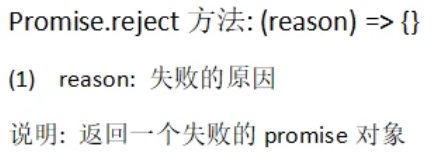 Promise.reject 方法: (reason) => {}
(1) reason: 失败的原因
说明: 返回一个失败的 promise 对象